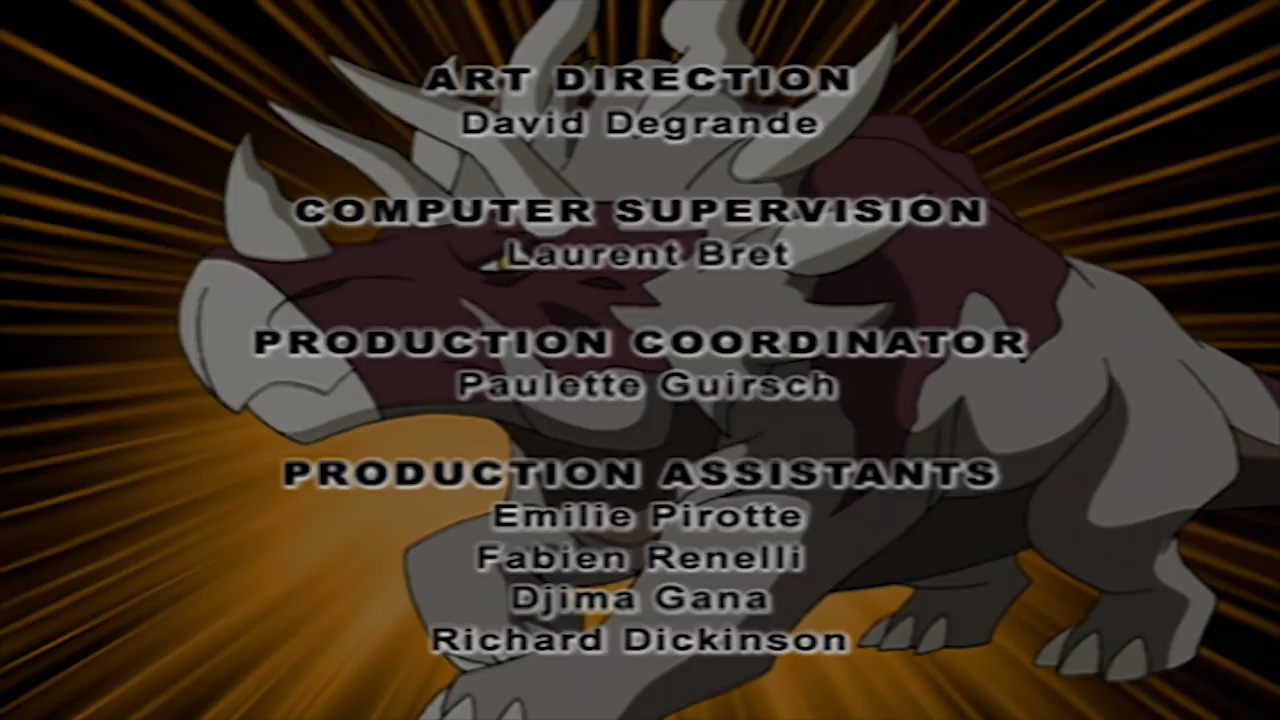 ART DIRECTION
David Degrande
COMPUTER SUPERVISION
Laurent Bret
PRODUCTION COORDINATOR
Paulette Guirsch
PRODUCTION ASSISTANTS
Emilie Pirotte
Fabien Renelli
Djima Gana
Richard Dickinson